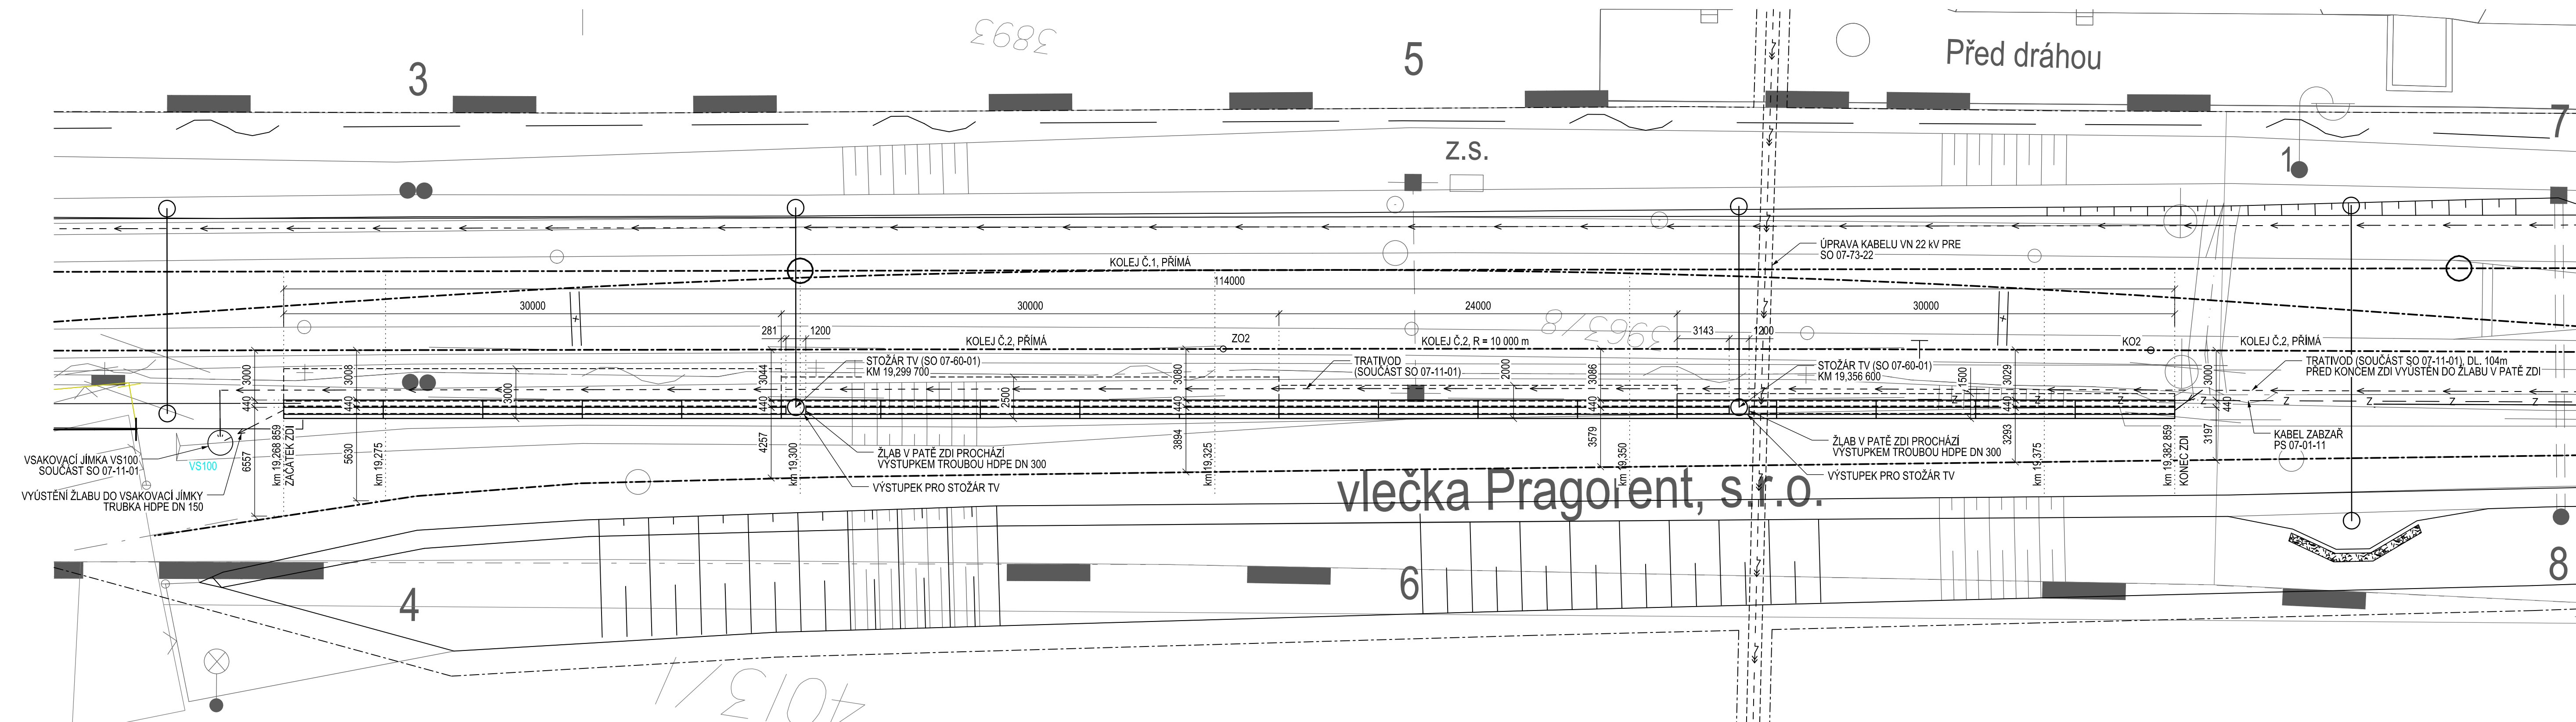 3893
3
5
Před dráhou
7
z.s.
1
ÚPRAVA KABELU VN 22 kV PRE
SO 07-73-22
KOLEJ Č.1, PŘÍMÁ
114000
30000
30000
24000
30000
3963/8
281
1200
3143
1200
KOLEJ Č.2, PŘÍMÁ
ZO2
KOLEJ Č.2, R = 10 000 m
KO2
KOLEJ Č.2, PŘÍMÁ
STOŽÁR TV (SO 07-60-01)
KM 19,299 700
TRATIVOD
(SOUČÁST SO 07-11-01)
STOŽÁR TV (SO 07-60-01)
KM 19,356 600
TRATIVOD (SOUČÁST SO 07-11-01), DL. 104m
PŘED KONCEM ZDI VYÚSTĚN DO ŽLABU V PATĚ ZDI
3000
440
6557
3008
440
5630
3000
3044
440
4257
2500
3080
440
3894
2000
3086
440
3579
1500
3029
440
3293
3000
440
3197
Z
Z
Z
Z
Z
Z
Z
Z
km 19,268 859
ZAČÁTEK ZDI
km 19,275
km 19,300
km 19,325
km 19,350
km 19,375
km 19,382 859
KONEC ZDI
VSAKOVACÍ JÍMKA VS100
SOUČÁST SO 07-11-01
VS100
VYÚSTĚNÍ ŽLABU DO VSAKOVACÍ JÍMKY
TRUBKA HDPE DN 150
ŽLAB V PATĚ ZDI PROCHÁZÍ
VÝSTUPKEM TROUBOU HDPE DN 300
VÝSTUPEK PRO STOŽÁR TV
ŽLAB V PATĚ ZDI PROCHÁZÍ
VÝSTUPKEM TROUBOU HDPE DN 300
VÝSTUPEK PRO STOŽÁR TV
KABEL ZABZAŘ
PS 07-01-11
vlečka Pragorent, s.r.o.
4
6
8
4013/1